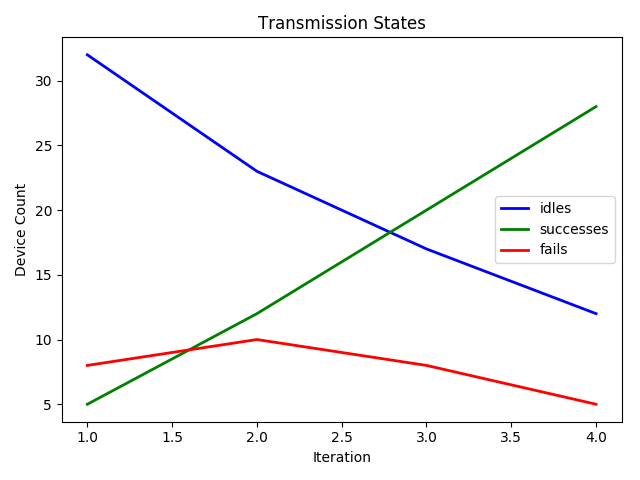 Transmission States
Device Count
30
25
20
15
10
5
idles
successes
fails
1.0 1.5 2.0 2.5 3.0 3.5 4.0
Iteration